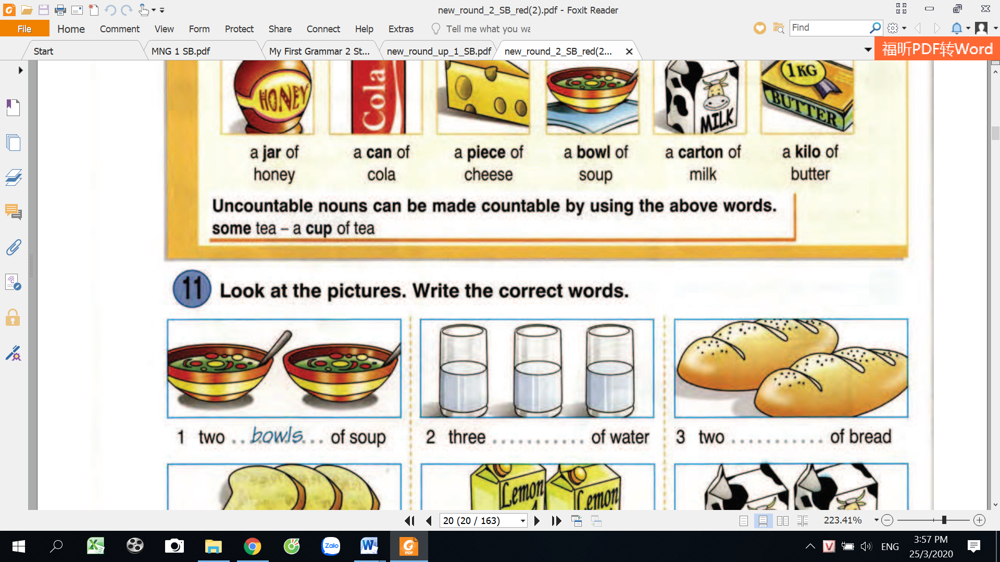 new_round_2_SB_red(2).pdf - Foxit Reader
File Home Comment View Form Protect Share Connect Help Extras Tell me what you wa Find
Start MNG 1 SB.pdf My First Grammar 2 St... new_round_up_1_SB.pdf new_round_2_SB_red(2... 福昕PDF转Word
HONEY Cola MILK 1KG BUTTER
a jar of a can of a piece of a bowl of a carton of a kilo of
honey cola cheese soup milk butter
Uncountable nouns can be made countable by using the above words.
some tea – a cup of tea
11 Look at the pictures. Write the correct words.
1 two ...bowls... of soup 2 three ............ of water 3 two ............ of bread
Lemon Lemon
20 (20 / 163) 223.41%
Zalo W PDF V ENG 3:57 PM
25/3/2020